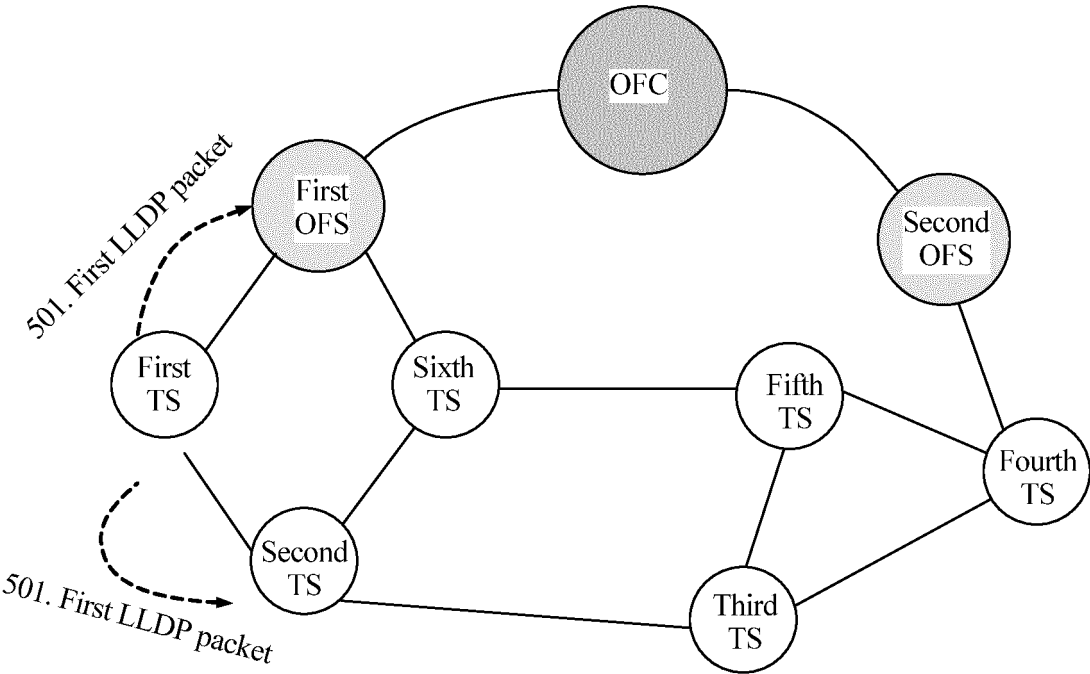 OFC
First
OFS
501. First LLDP packet
Second
OFS
First
TS
Sixth
TS
Fifth
TS
Fourth
TS
Second
TS
501. First LLDP packet
Third
TS